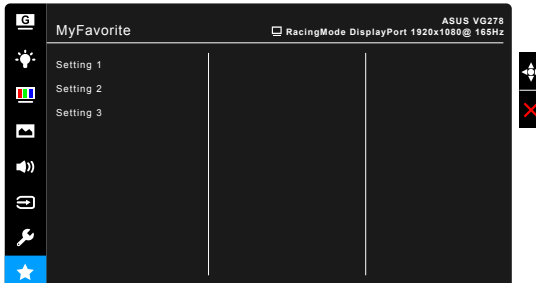 G
MyFavorite
ASUS VG278
RacingMode DisplayPort 1920x1080@ 165Hz
Setting 1
Setting 2
Setting 3